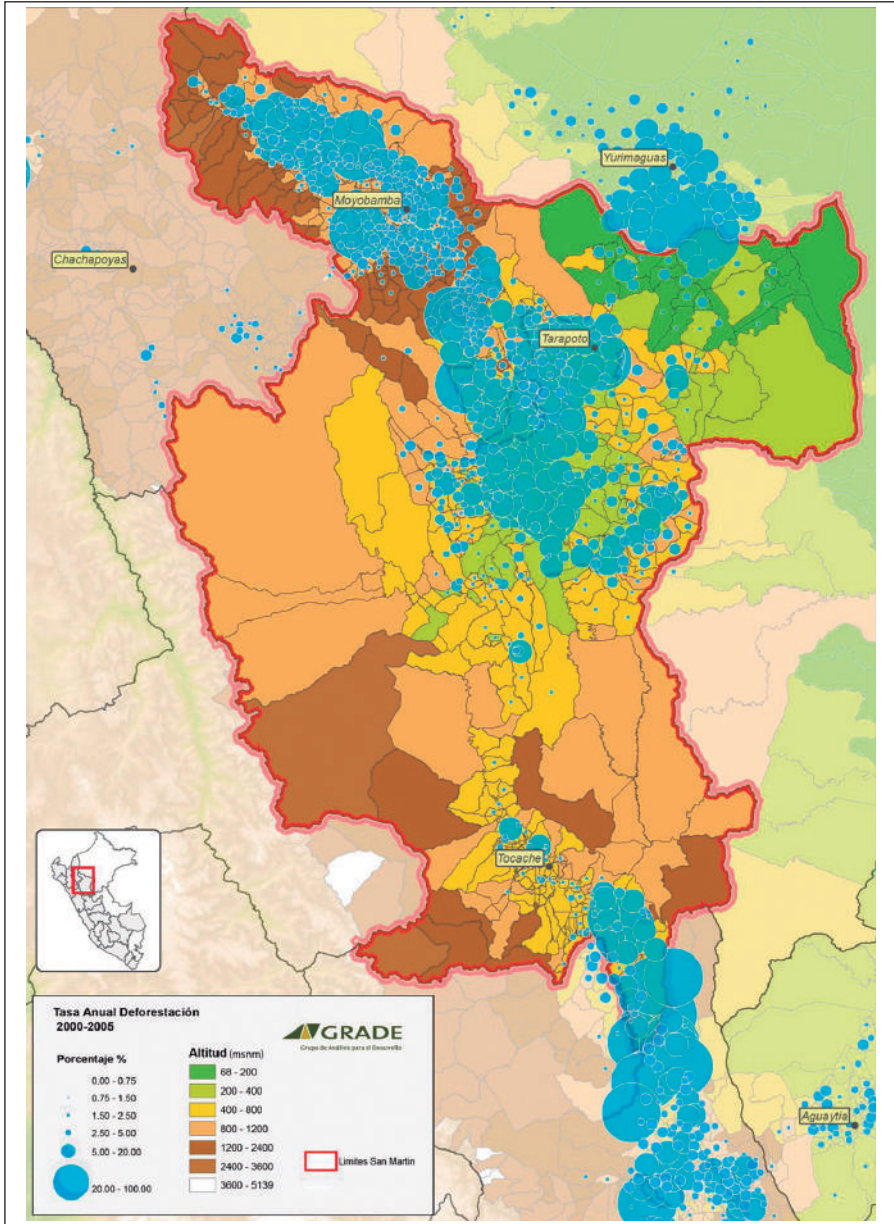 Yurimaguas
Moyobamba
Chachapoyas
Tarapoto
Tocache
Aguaytia
Tasa Anual Deforestación
2000-2005
GRADE
Grupo de Análisis para el Desarrollo
Porcentaje %
0.00 - 0.75
0.75 - 1.50
1.50 - 2.50
2.50 - 5.00
5.00 - 20.00
20.00 - 100.00
Altitud (msnm)
68 - 200
200 - 400
400 - 800
800 - 1200
1200 - 2400
2400 - 3600
3600 - 5139
Limites San Martin